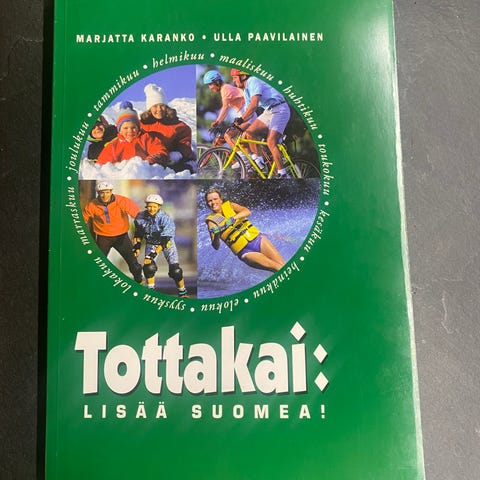 MARJATTA KARANKO • ULLA PAAVILAINEN
tammikuu • helmikuu • maaliskuu • huhtikuu • toukokuu • kesäkuu • heinäkuu • elokuu • syyskuu • lokakuu • marraskuu • joulukuu •
Tottakai:
LISÄÄ SUOMEA!